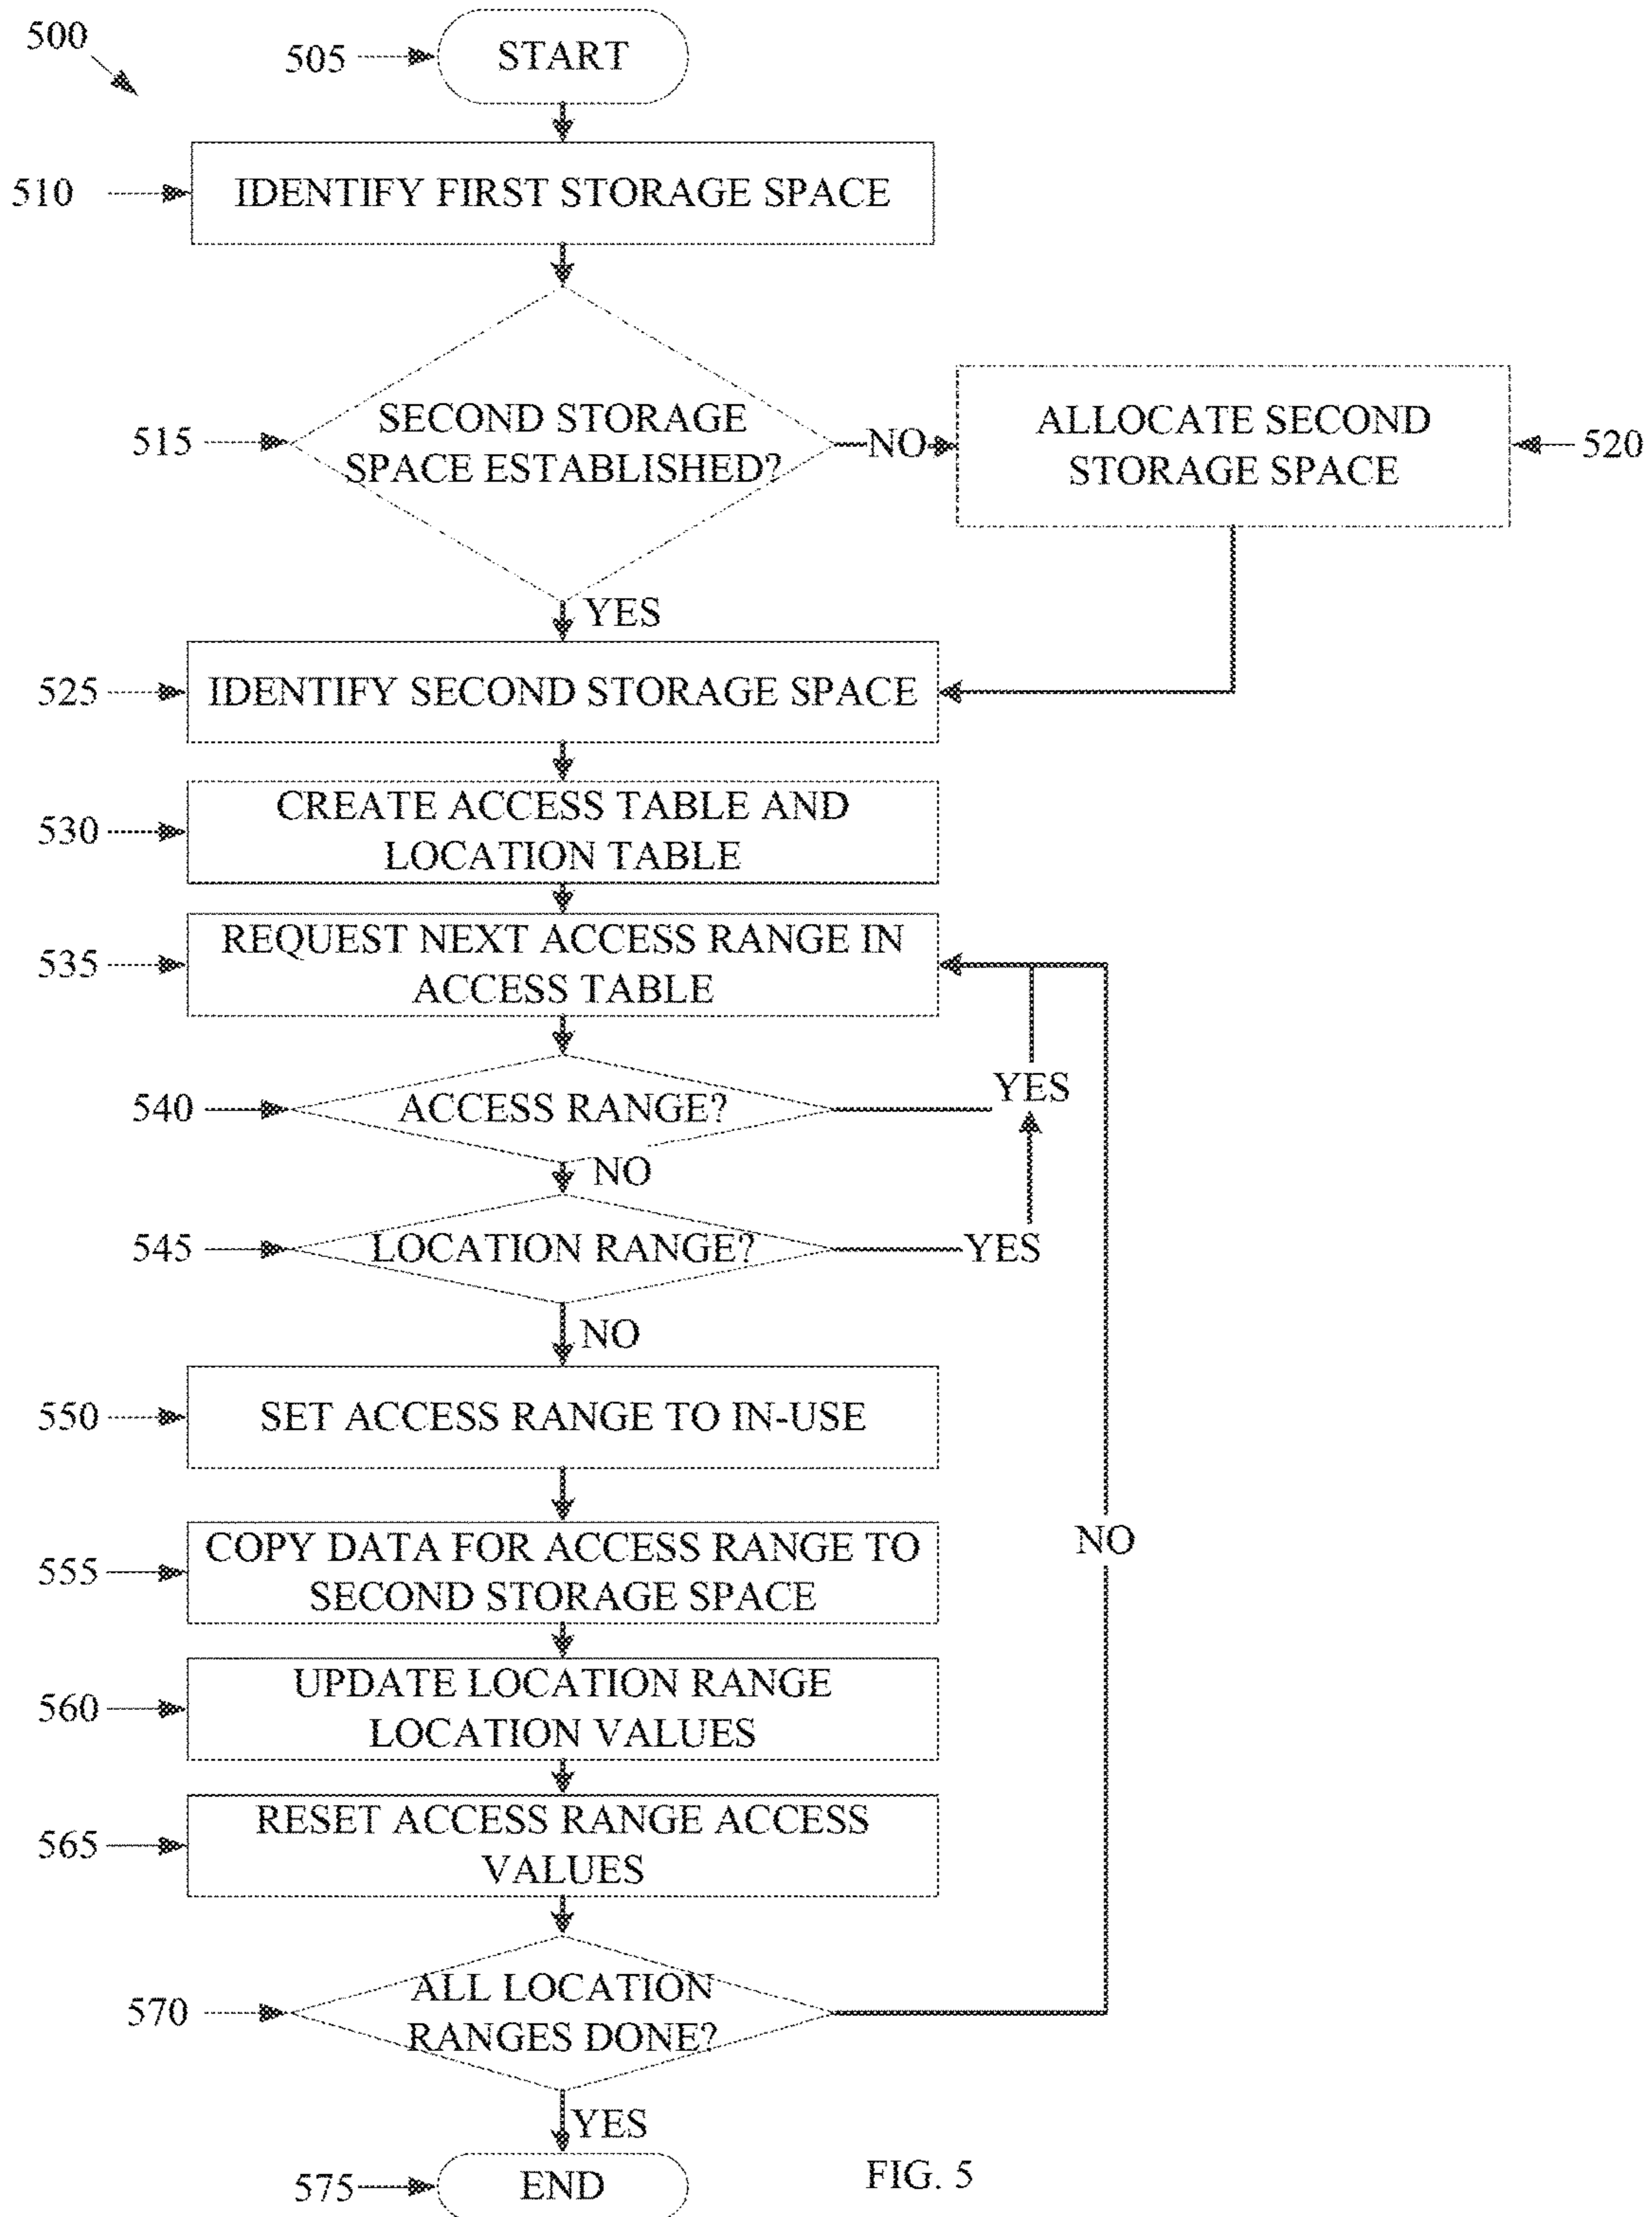 500
505
START
510
IDENTIFY FIRST STORAGE SPACE
515
SECOND STORAGE
SPACE ESTABLISHED?
NO
ALLOCATE SECOND
STORAGE SPACE
520
YES
525
IDENTIFY SECOND STORAGE SPACE
530
CREATE ACCESS TABLE AND
LOCATION TABLE
535
REQUEST NEXT ACCESS RANGE IN
ACCESS TABLE
540
ACCESS RANGE?
YES
NO
545
LOCATION RANGE?
YES
NO
550
SET ACCESS RANGE TO IN-USE
555
COPY DATA FOR ACCESS RANGE TO
SECOND STORAGE SPACE
NO
560
UPDATE LOCATION RANGE
LOCATION VALUES
565
RESET ACCESS RANGE ACCESS
VALUES
570
ALL LOCATION
RANGES DONE?
YES
575
END
FIG. 5